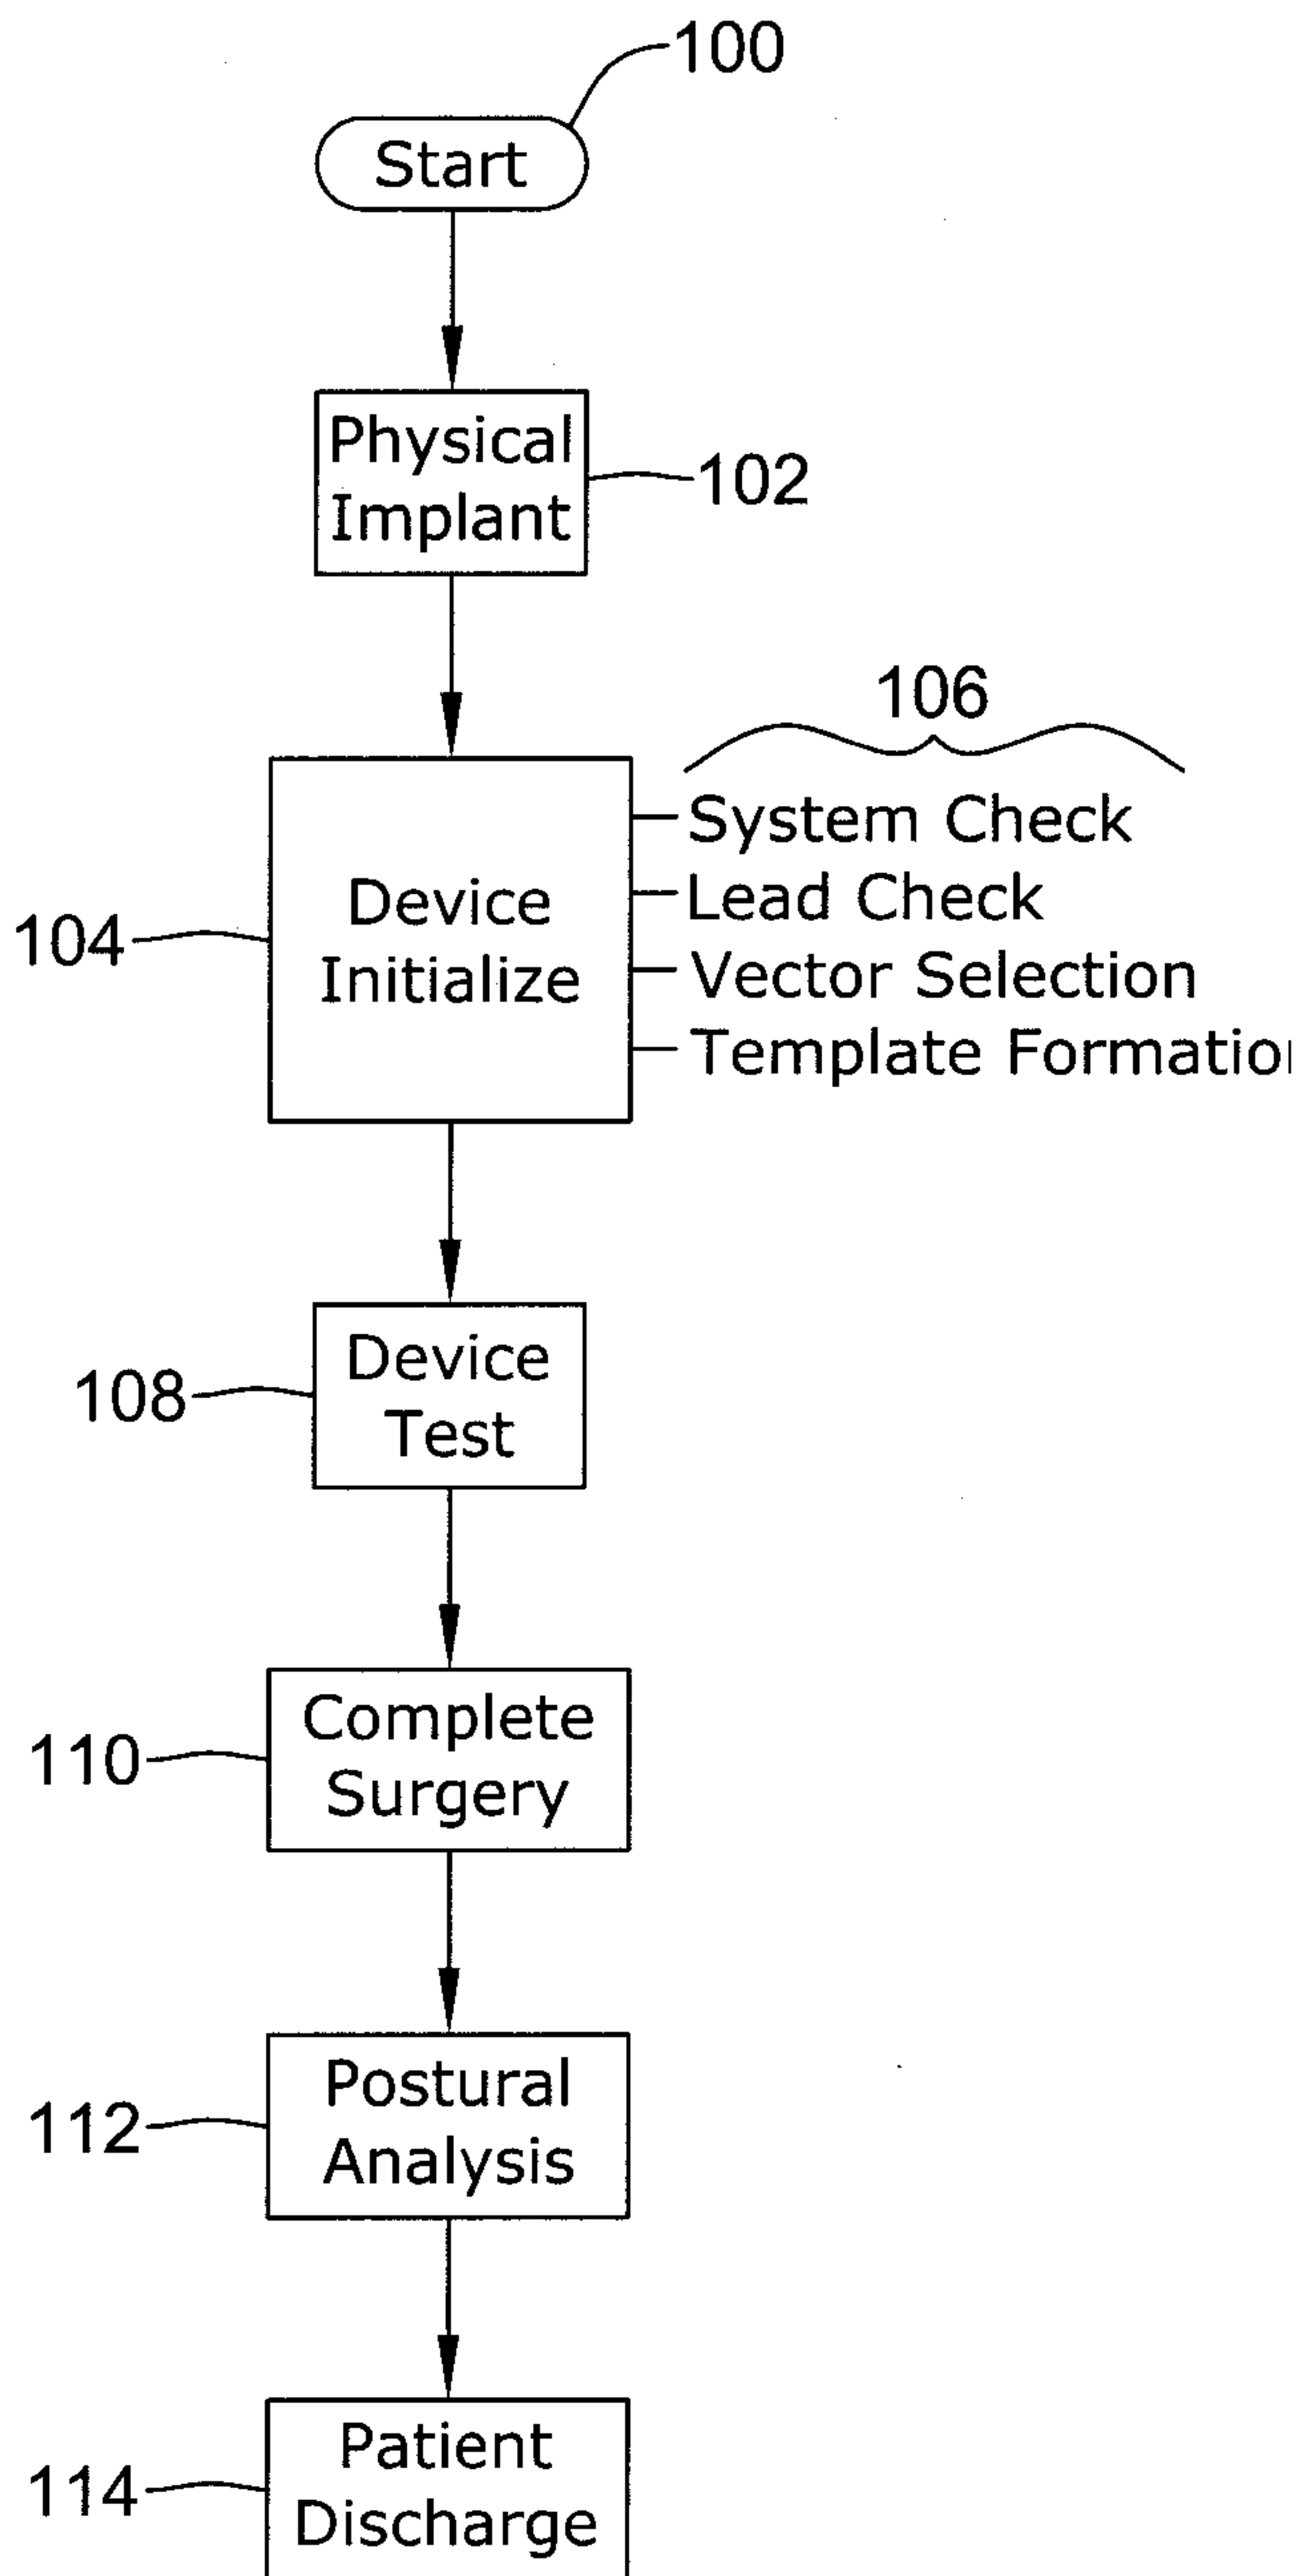 100
Start
Physical
Implant
102
106
System Check
Lead Check
Vector Selection
Template Formatio
104
Device
Initialize
108
Device
Test
110
Complete
Surgery
112
Postural
Analysis
114
Patient
Discharge